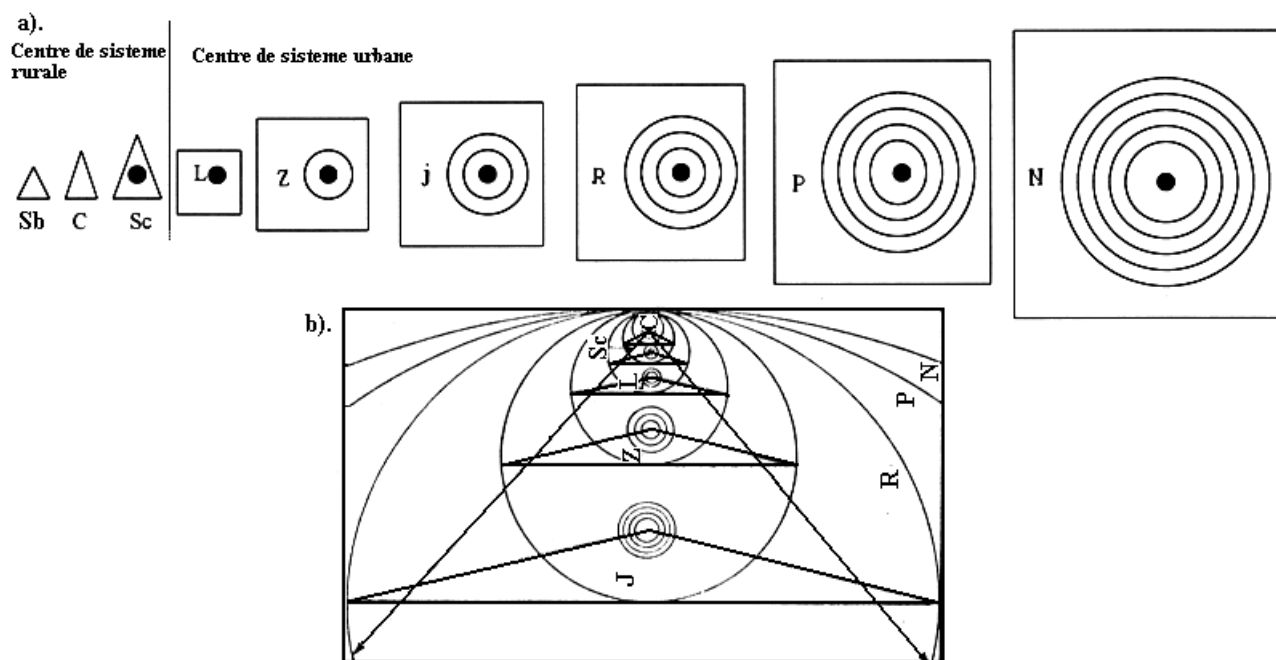 a).
Centre de sisteme
rurale
Centre de sisteme urbane
Sb
C
Sc
L
Z
j
R
P
N
b).
C
Sc
L
Z
J
R
P
N